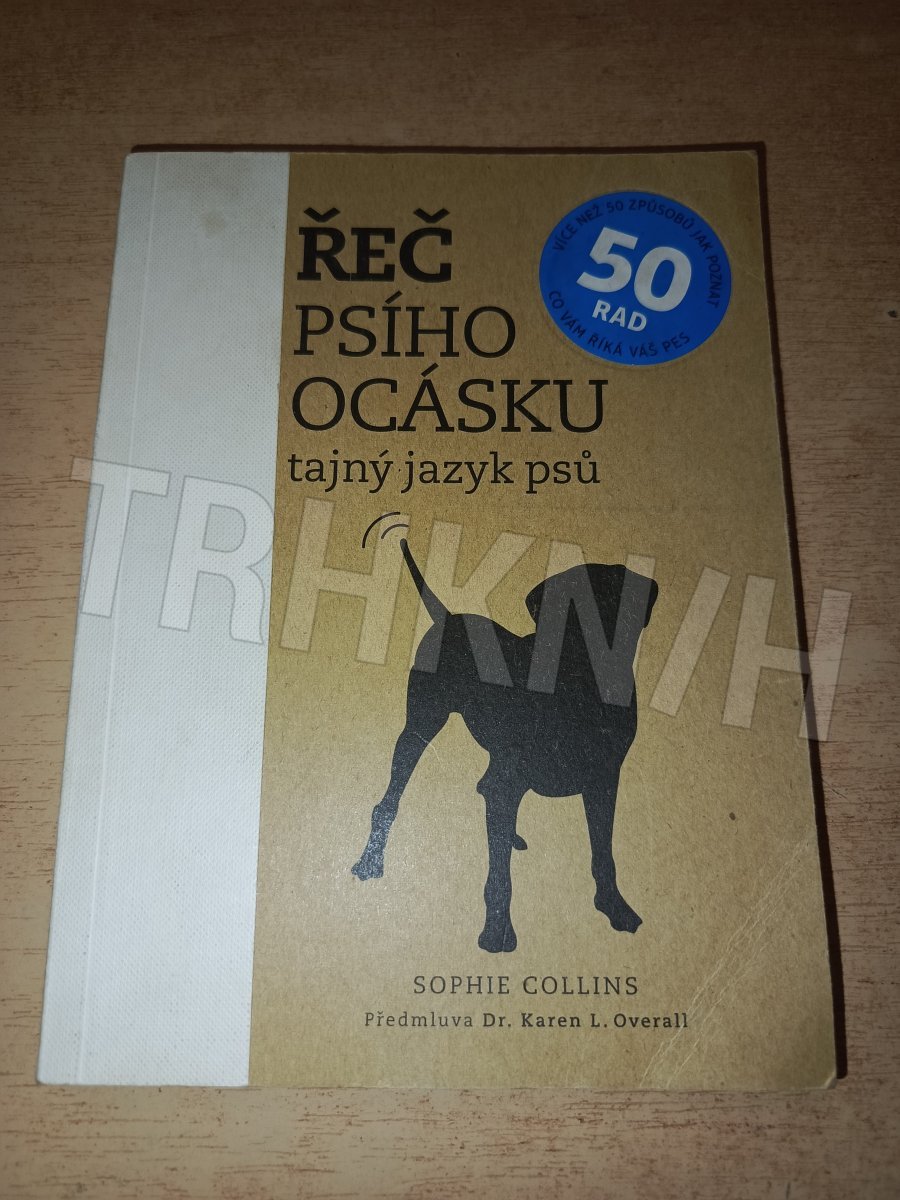 ŘEČ
PSÍHO
OCÁSKU
tajný jazyk psů
VÍCE NEŽ 50 ZPŮSOBŮ JAK POZNAT
50
RAD
CO VÁM ŘÍKÁ VÁŠ PES
TRHKNIH
SOPHIE COLLINS
Předmluva Dr. Karen L. Overall